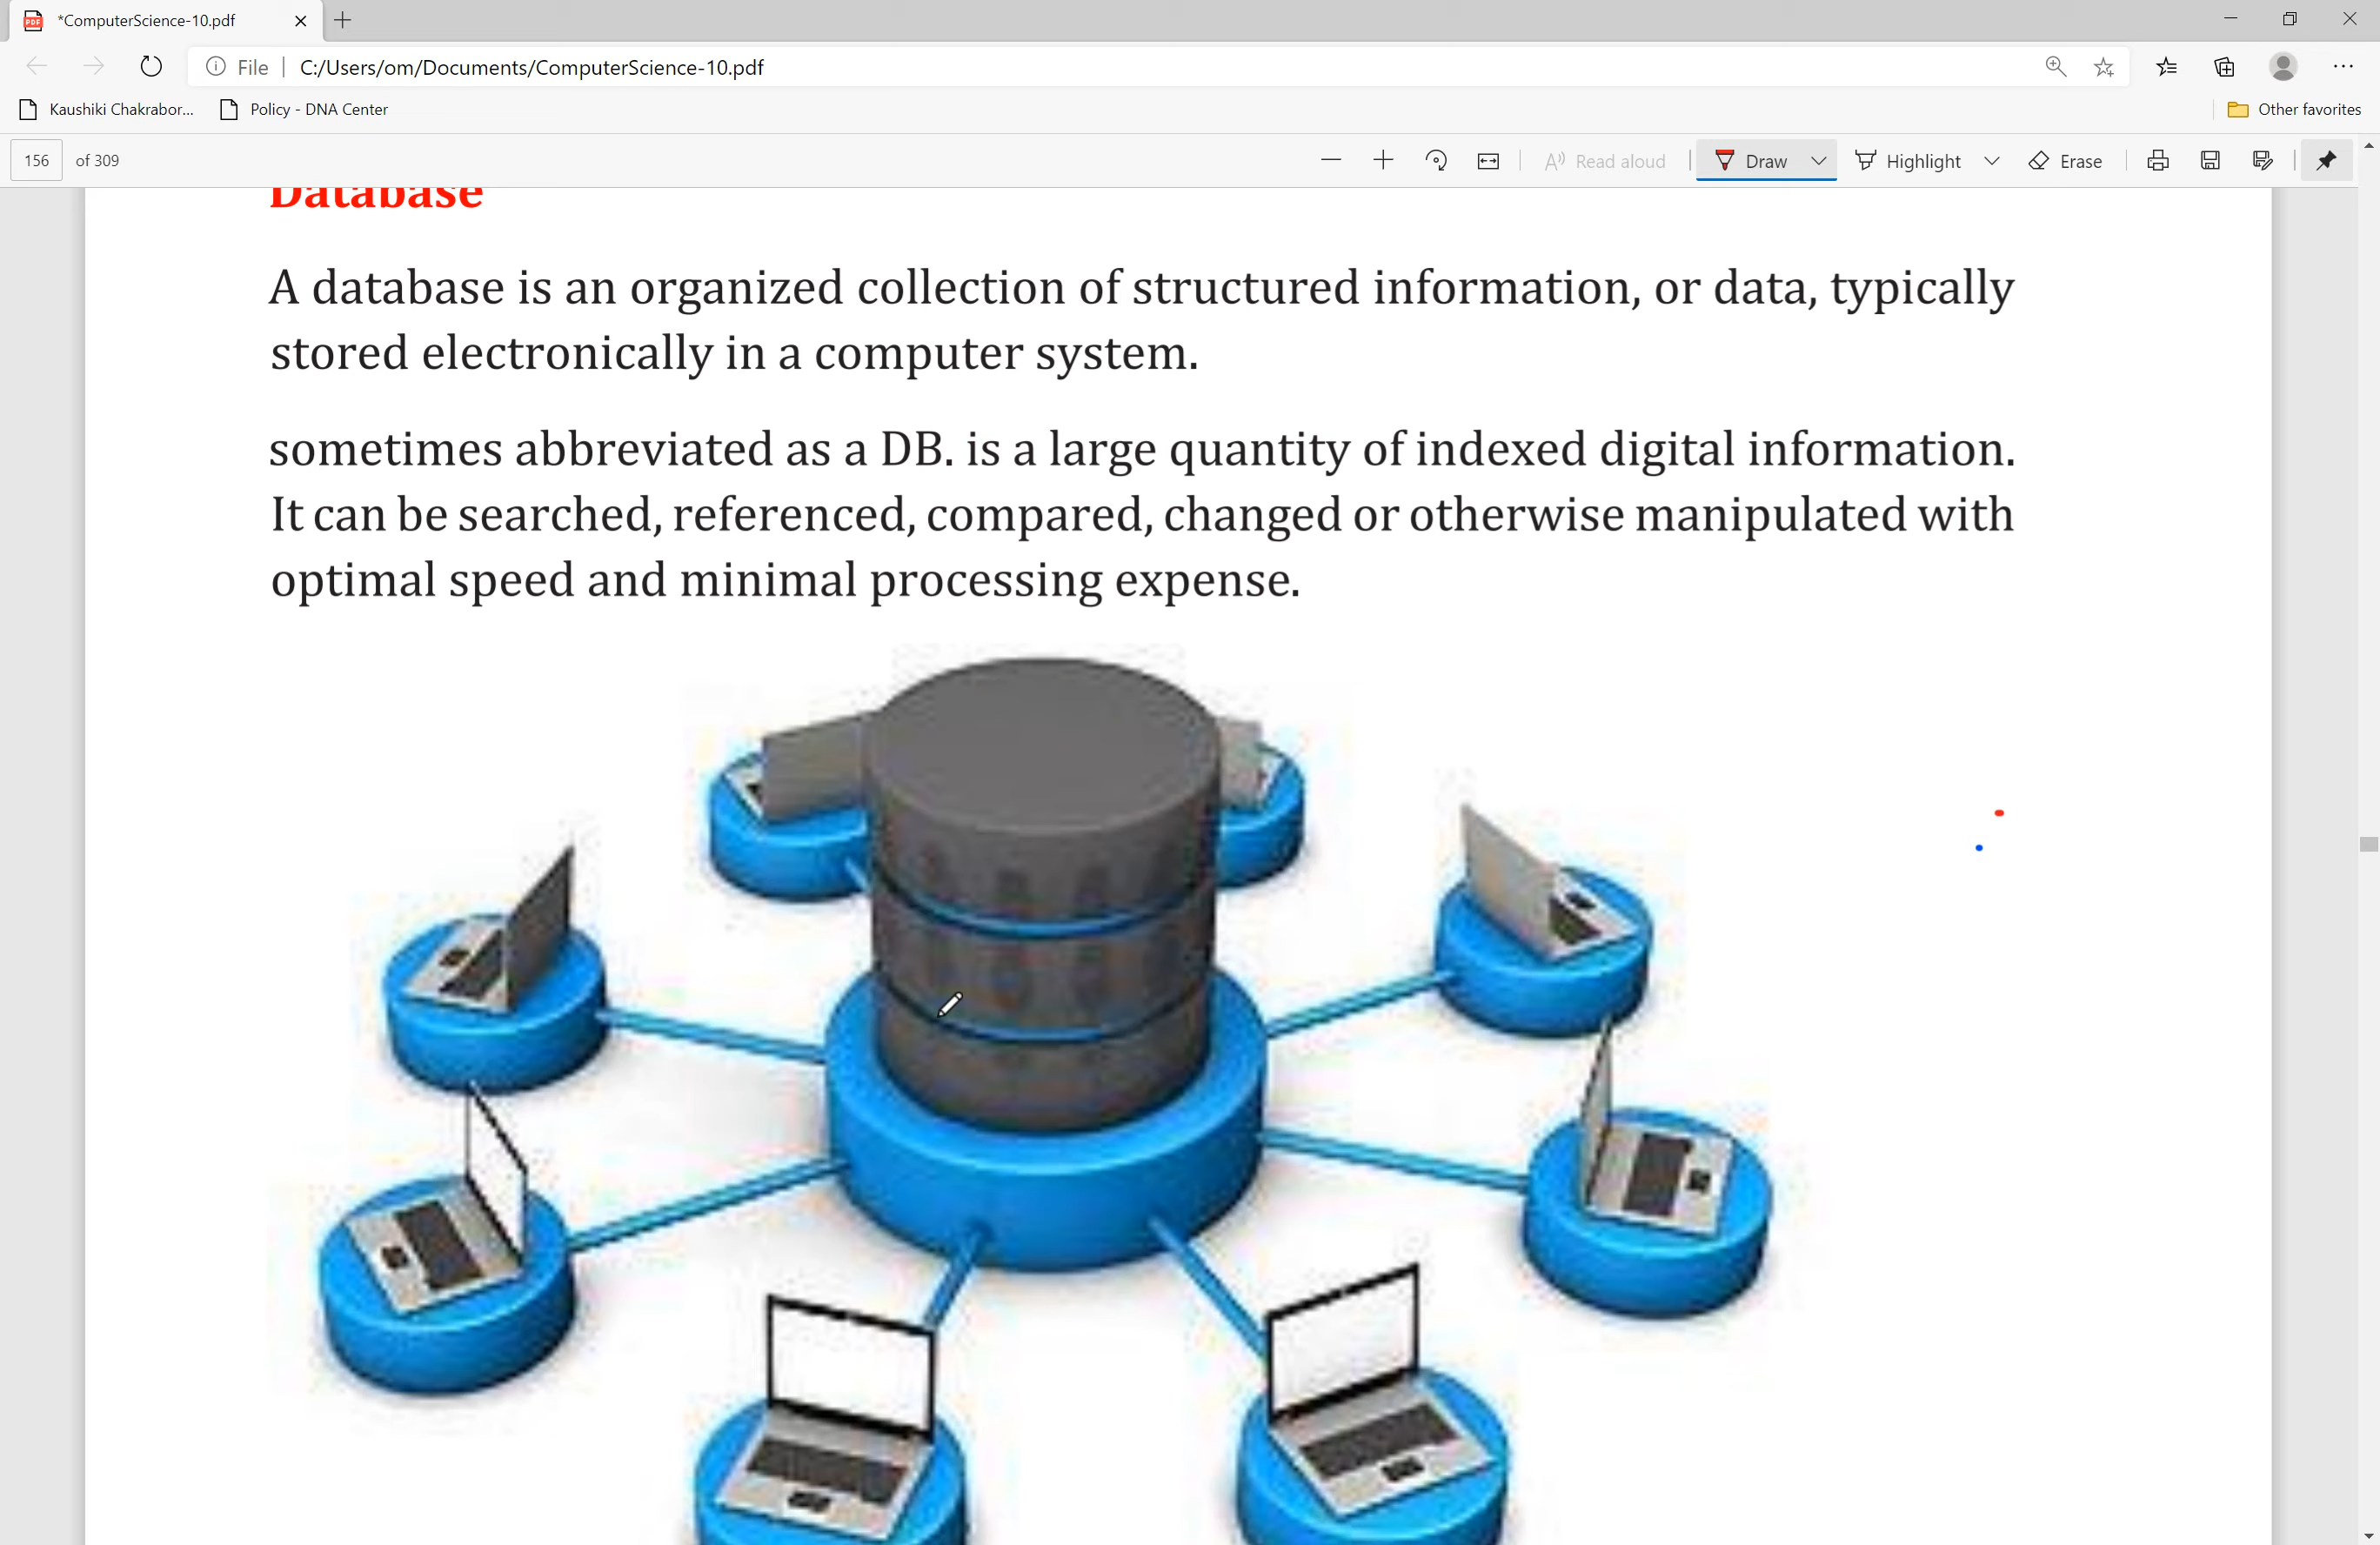 *ComputerScience-10.pdf
File
C:/Users/om/Documents/ComputerScience-10.pdf
Kaushiki Chakrabor...
Policy - DNA Center
Other favorites
156 of 309
Read aloud
Draw
Highlight
Erase
Database
A database is an organized collection of structured information, or data, typically
stored electronically in a computer system.
sometimes abbreviated as a DB. is a large quantity of indexed digital information.
It can be searched, referenced, compared, changed or otherwise manipulated with
optimal speed and minimal processing expense.